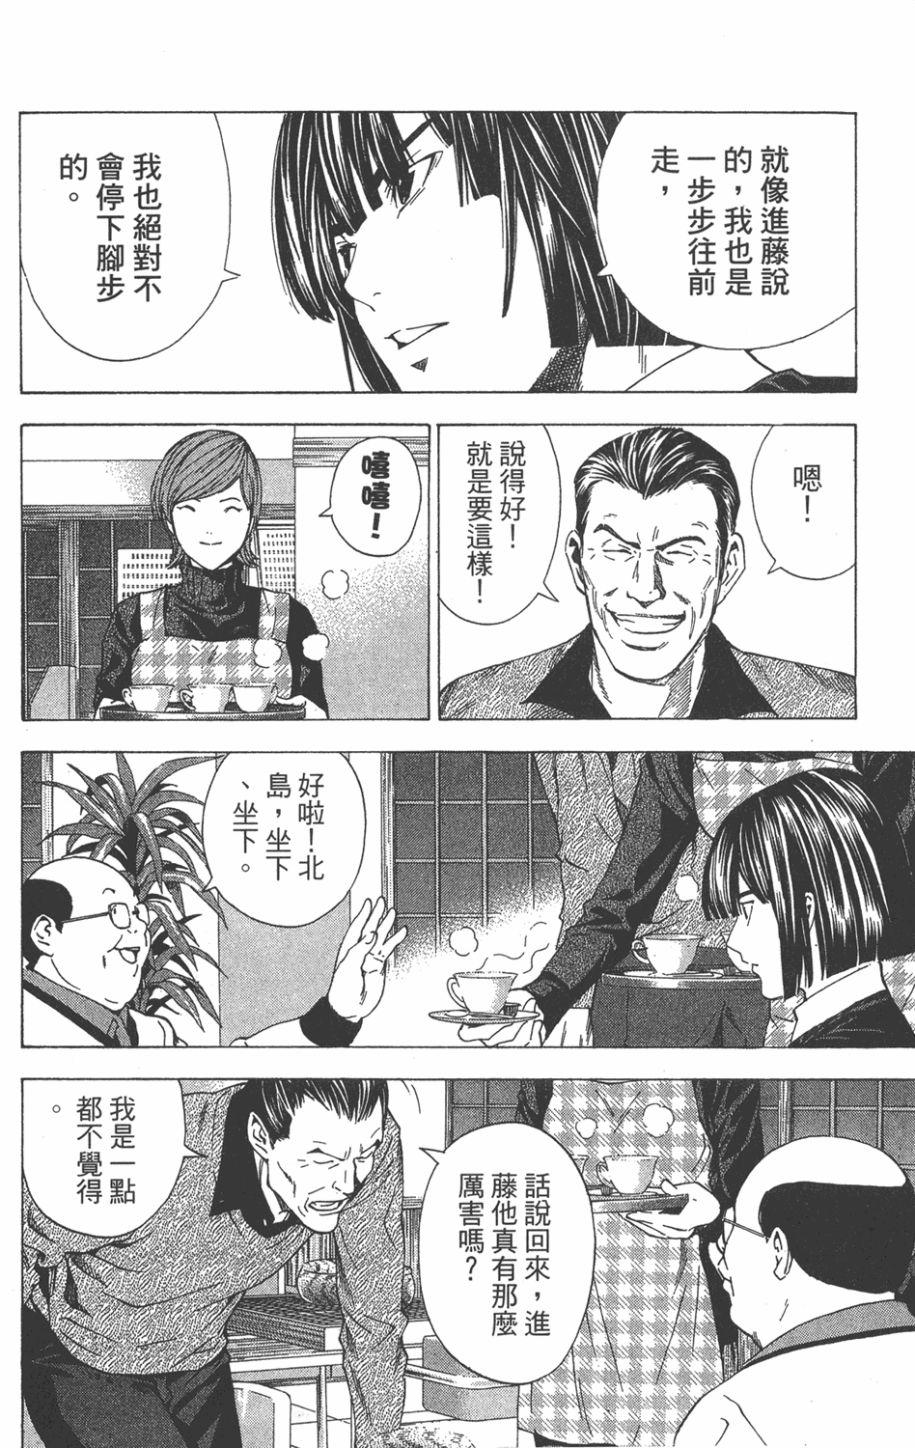 就像進藤說
的，我也是
一步步往前
走，
我也絕對不
會停下腳步
的。
嗯！
說得好！
就是要這樣！
嘻嘻！
好啦！北
島，坐下
、坐下。
話說回來，進
藤他真有那麼
厲害嗎？
我是一點
都不覺得
。